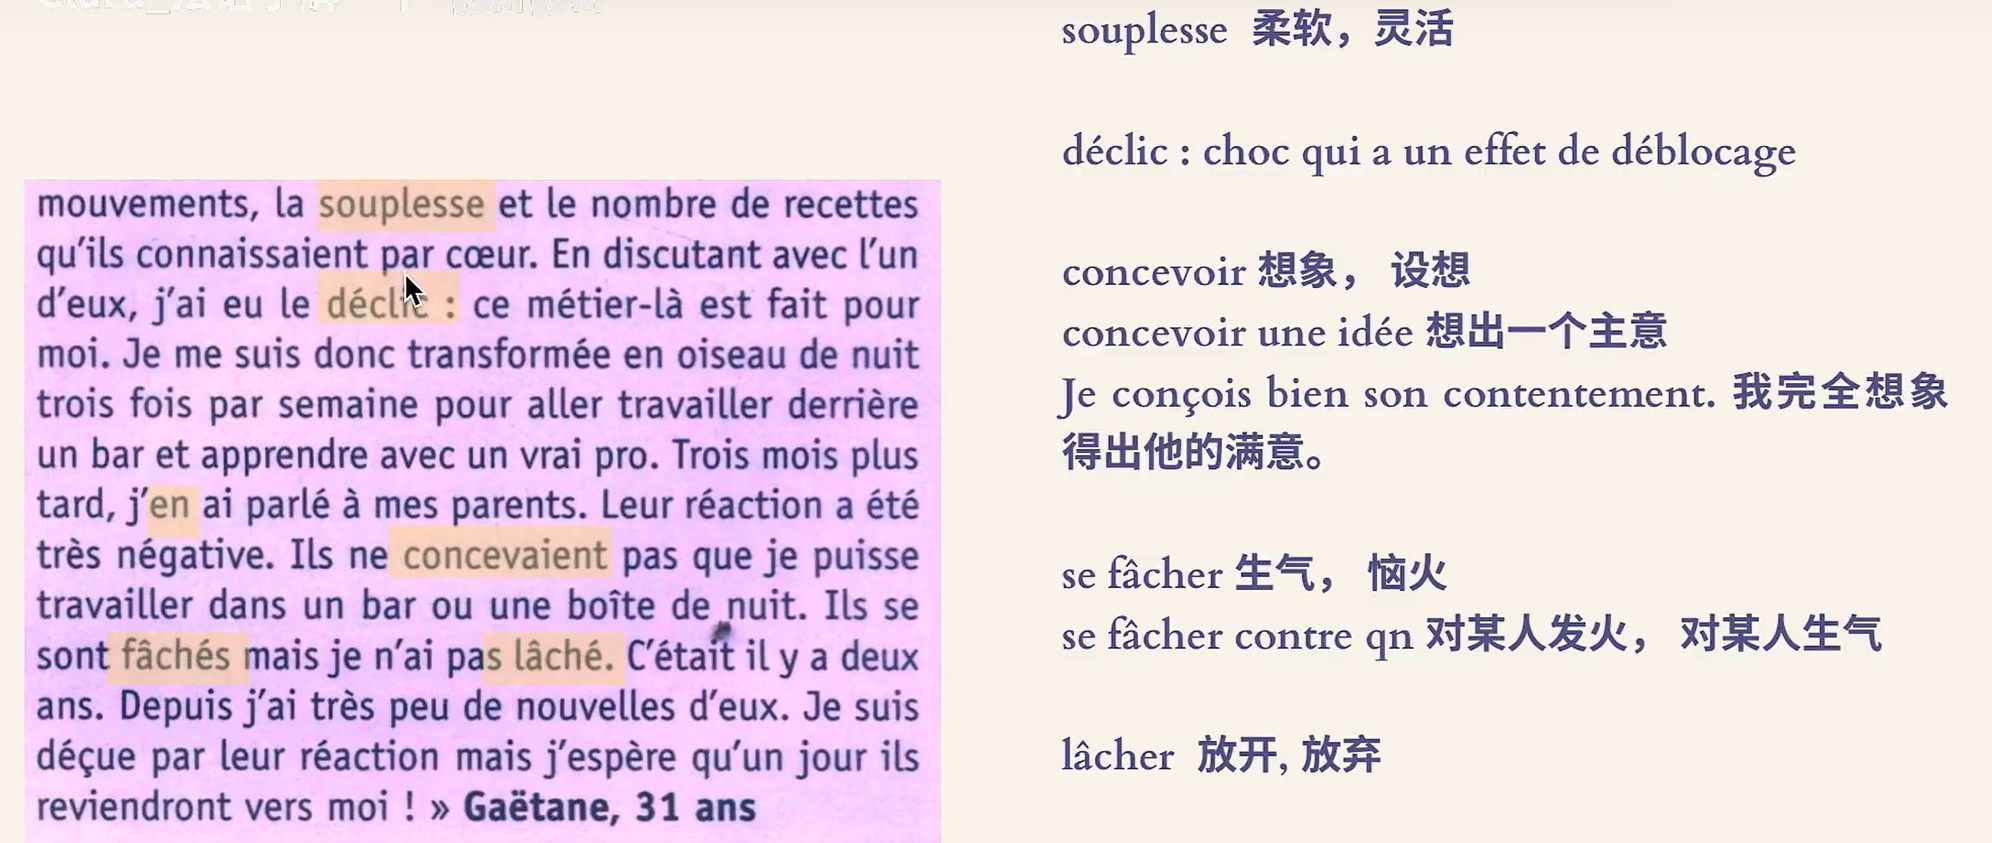 mouvements, la souplesse et le nombre de recettes
qu'ils connaissaient par cœur. En discutant avec l'un
d'eux, j'ai eu le déclic : ce métier-là est fait pour
moi. Je me suis donc transformée en oiseau de nuit
trois fois par semaine pour aller travailler derrière
un bar et apprendre avec un vrai pro. Trois mois plus
tard, j'en ai parlé à mes parents. Leur réaction a été
très négative. Ils ne concevaient pas que je puisse
travailler dans un bar ou une boîte de nuit. Ils se
sont fâchés mais je n'ai pas lâché. C'était il y a deux
ans. Depuis j'ai très peu de nouvelles d'eux. Je suis
déçue par leur réaction mais j'espère qu'un jour ils
reviendront vers moi ! » Gaëtane, 31 ans
souplesse 柔软，灵活
déclic : choc qui a un effet de déblocage
concevoir 想象， 设想
concevoir une idée 想出一个主意
Je conçois bien son contentement. 我完全想象
得出他的满意。
se fâcher 生气， 恼火
se fâcher contre qn 对某人发火， 对某人生气
lâcher 放开, 放弃